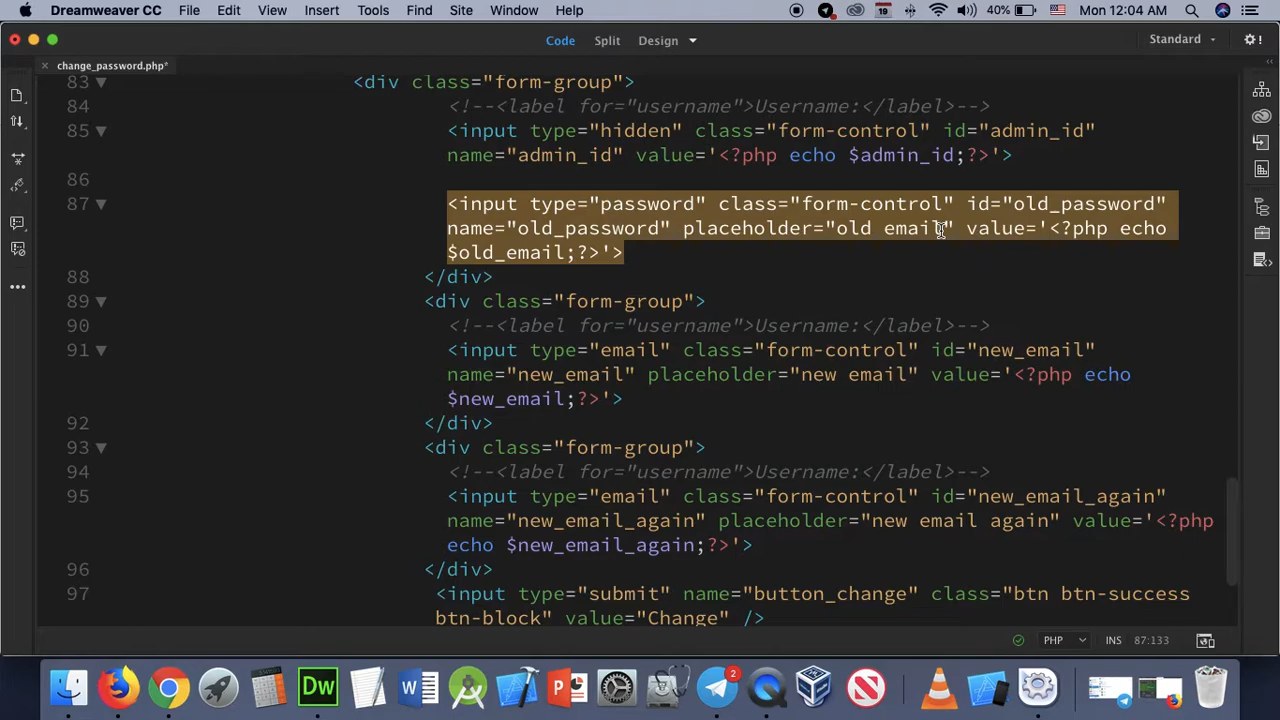 Dreamweaver CC File Edit View Insert Tools Find Site Window Help 19 40% Mon 12:04 AM
Code Split Design Standard
change_password.php*
83 <div class="form-group">
84 <!--<label for="username">Username:</label>-->
85 <input type="hidden" class="form-control" id="admin_id"
name="admin_id" value='<?php echo $admin_id;?>'>
86
87 <input type="password" class="form-control" id="old_password"
name="old_password" placeholder="old email" value='<?php echo
$old_email;?>'>
88 </div>
89 <div class="form-group">
90 <!--<label for="username">Username:</label>-->
91 <input type="email" class="form-control" id="new_email"
name="new_email" placeholder="new email" value='<?php echo
$new_email;?>'>
92 </div>
93 <div class="form-group">
94 <!--<label for="username">Username:</label>-->
95 <input type="email" class="form-control" id="new_email_again"
name="new_email_again" placeholder="new email again" value='<?php
echo $new_email_again;?>'>
96 </div>
97 <input type="submit" name="button_change" class="btn btn-success
btn-block" value="Change" />
PHP INS 87:133
Dw W P 2